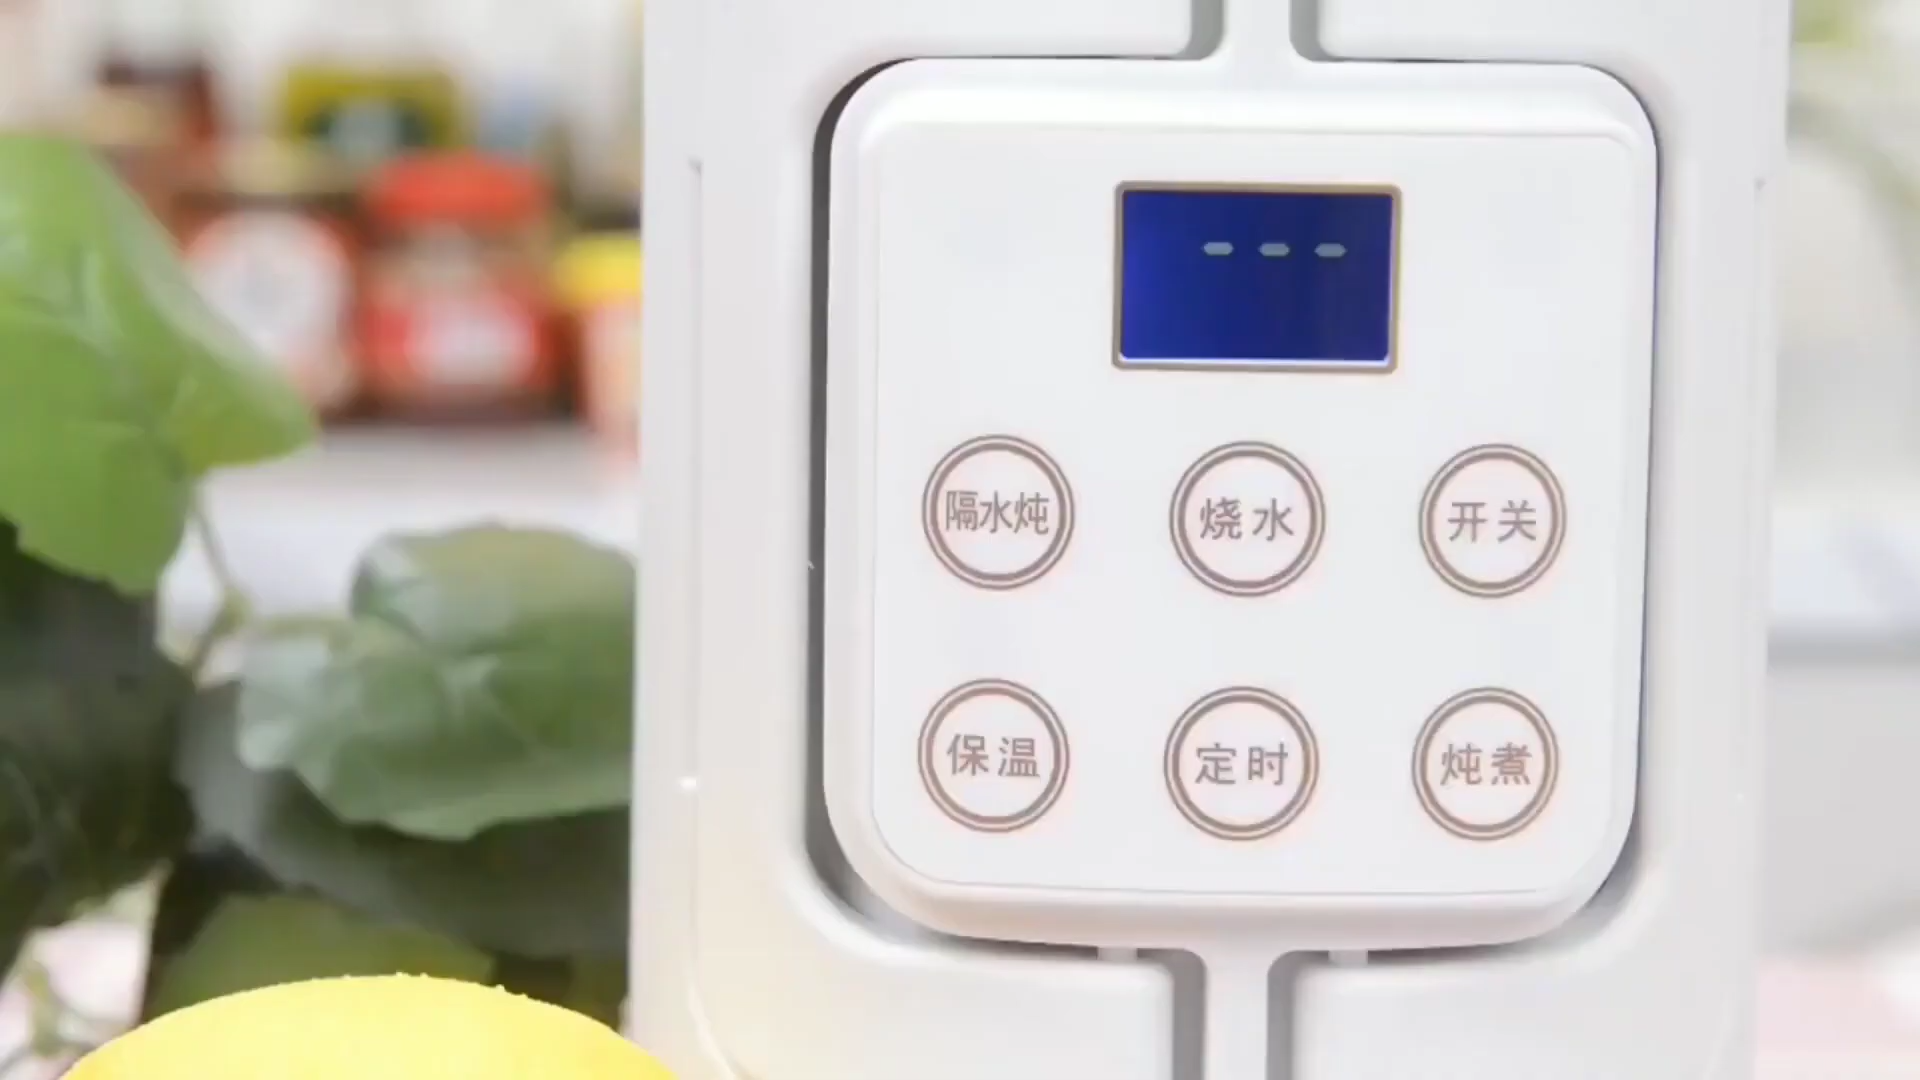 ---
隔水炖
烧水
开关
保温
定时
炖煮